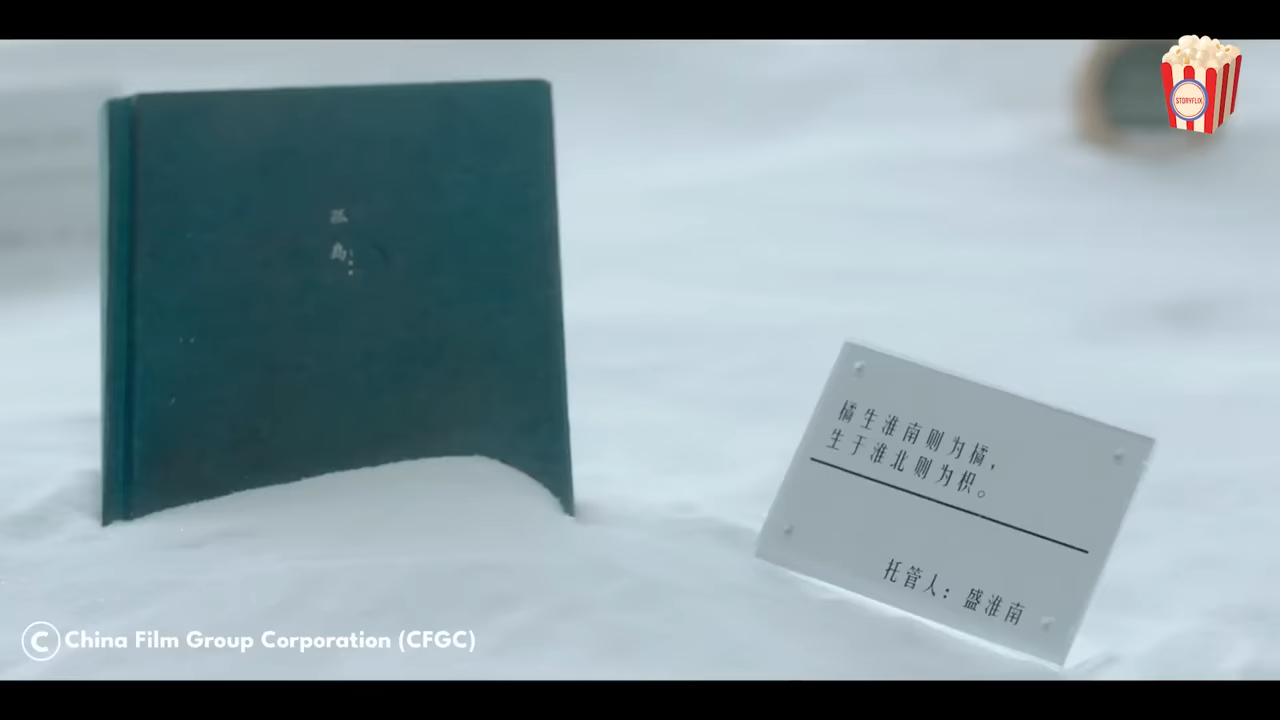 STORYFLIX
孤
岛
橘生淮南则为橘，
生于淮北则为枳。
托管人：盛淮南
© China Film Group Corporation (CFGC)